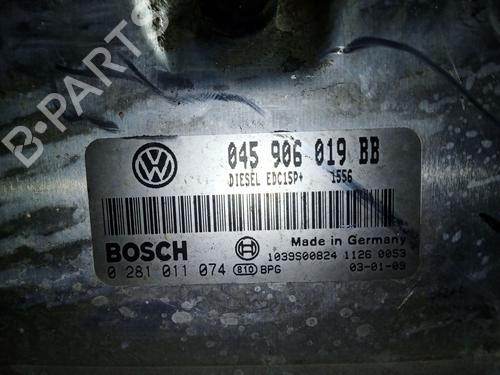 B-PARTS
045 906 019 BB
DIESEL EDC15P+ 1556
BOSCH
Made in Germany
0 281 011 074 810 BPG
1039S00824 1126 0053
03-01-09